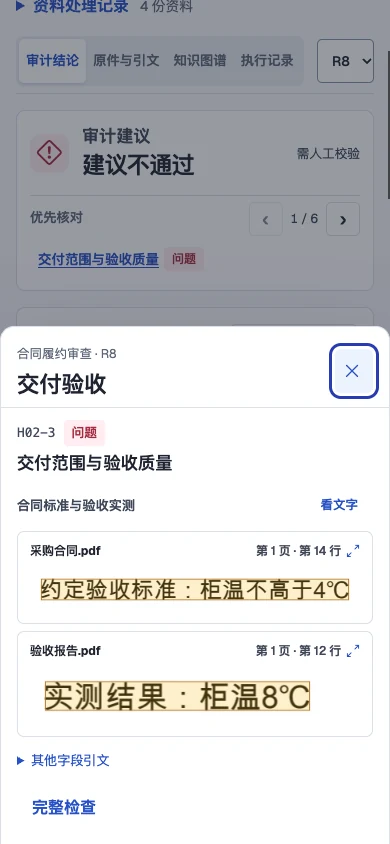 资料处理记录 4 份资料
审计结论 原件与引文 知识图谱 执行记录 R8
审计建议
建议不通过
需人工校验
优先核对 1 / 6
交付范围与验收质量 问题
合同履约审查 · R8
交付验收
H02-3 问题
交付范围与验收质量
合同标准与验收实测 看文字
采购合同.pdf 第 1 页 · 第 14 行
约定验收标准：柜温不高于4℃
验收报告.pdf 第 1 页 · 第 12 行
实测结果：柜温8℃
其他字段引文
完整检查